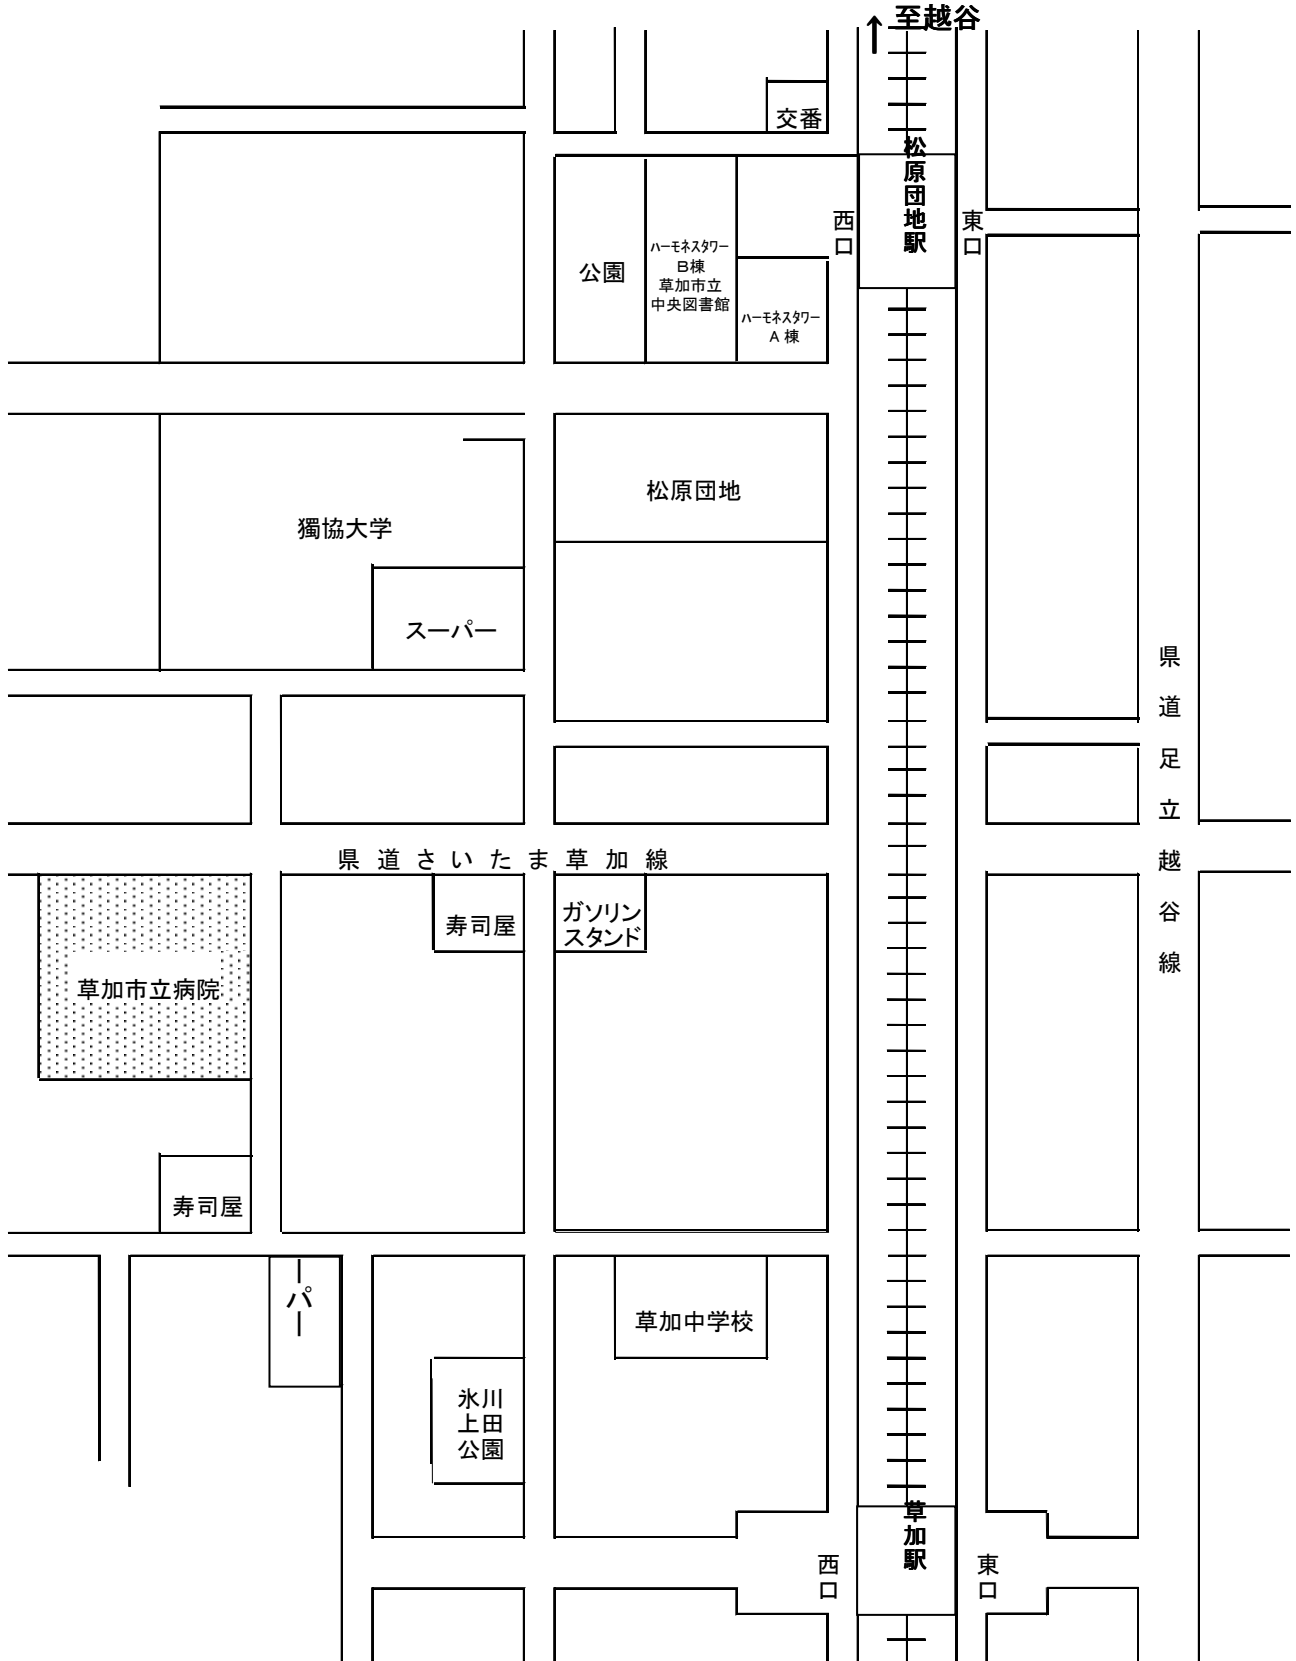 至越谷
交番
松原団地駅
西口
東口
公園
ハーモネスタワー
B棟
草加市立
中央図書館
ハーモネスタワー
A棟
松原団地
獨協大学
スーパー
県道足立越谷線
県道さいたま草加線
寿司屋
ガソリン
スタンド
草加市立病院
寿司屋
ーパー
草加中学校
氷川
上田
公園
草加駅
西口
東口